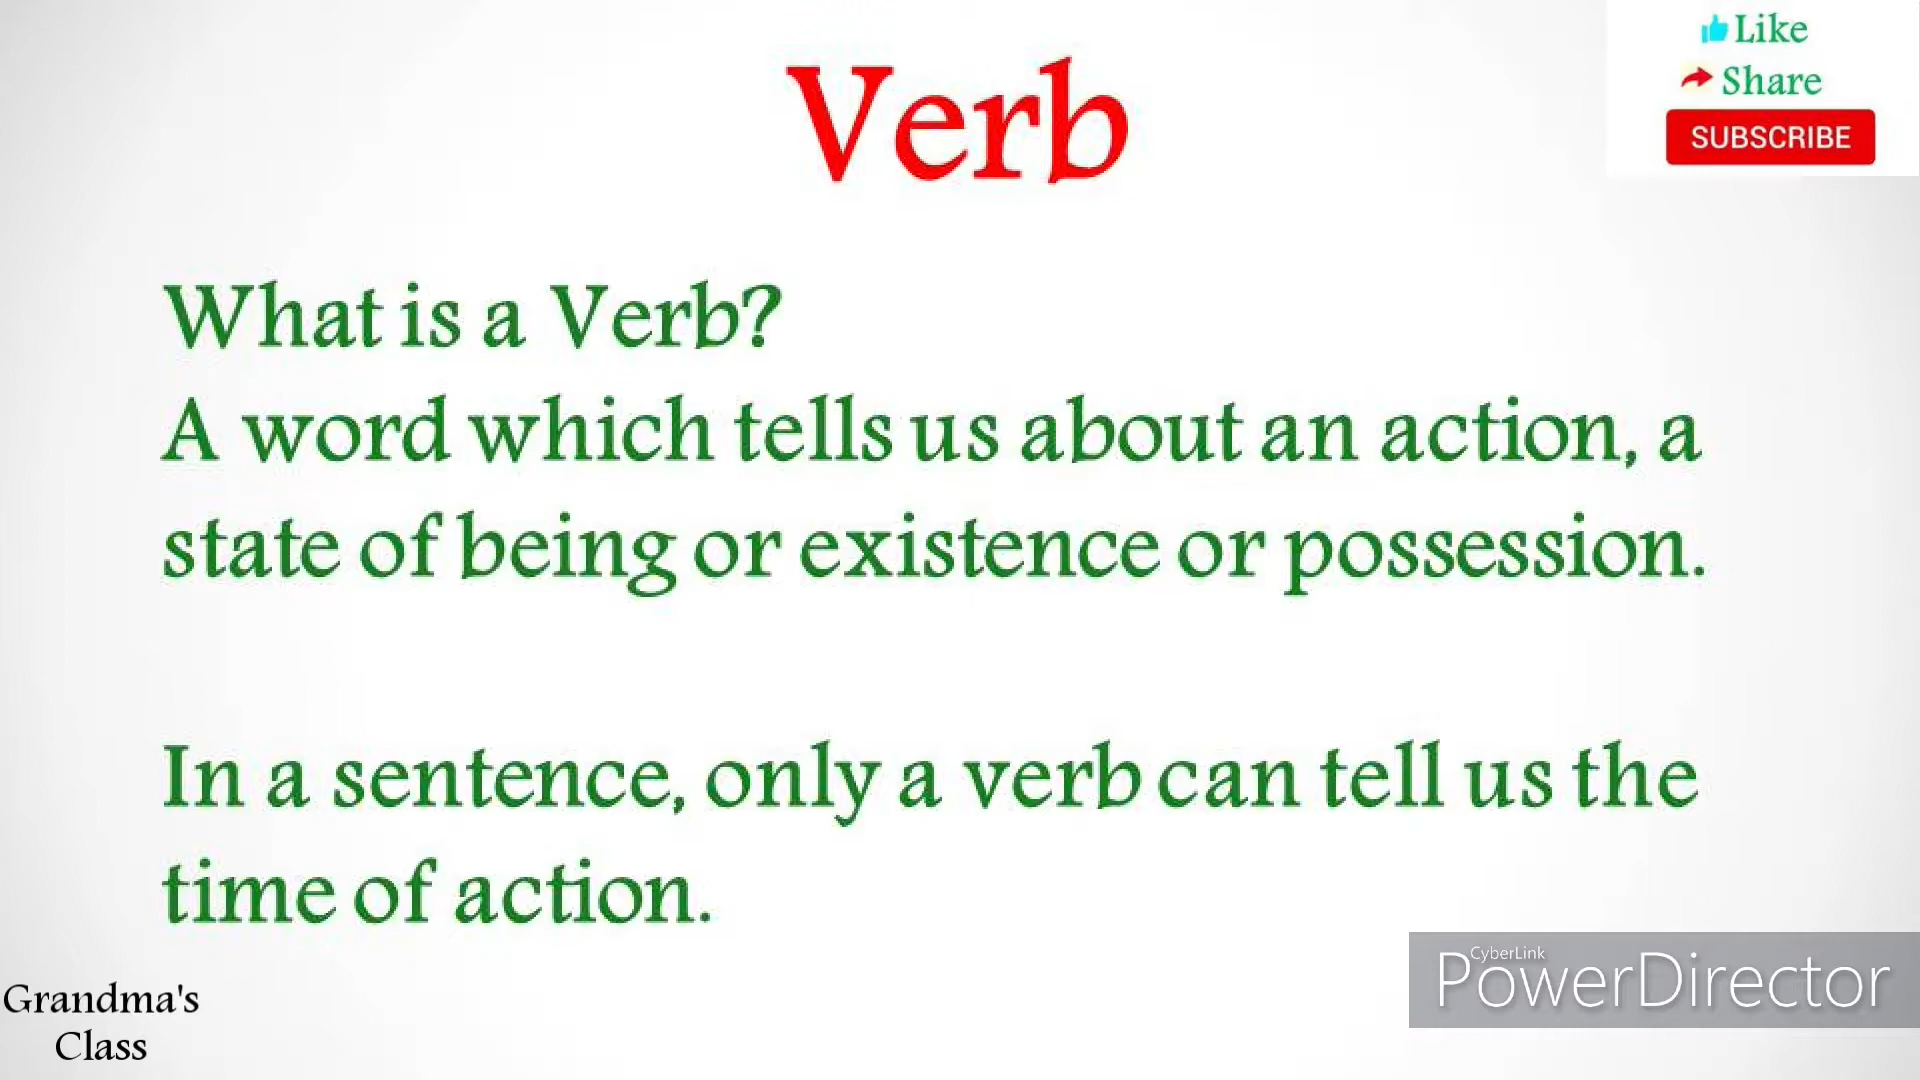 Verb
Like
Share
SUBSCRIBE
What is a Verb?
A word which tells us about an action, a
state of being or existence or possession.
In a sentence, only a verb can tell us the
time of action.
Grandma's
Class
CyberLink
PowerDirector